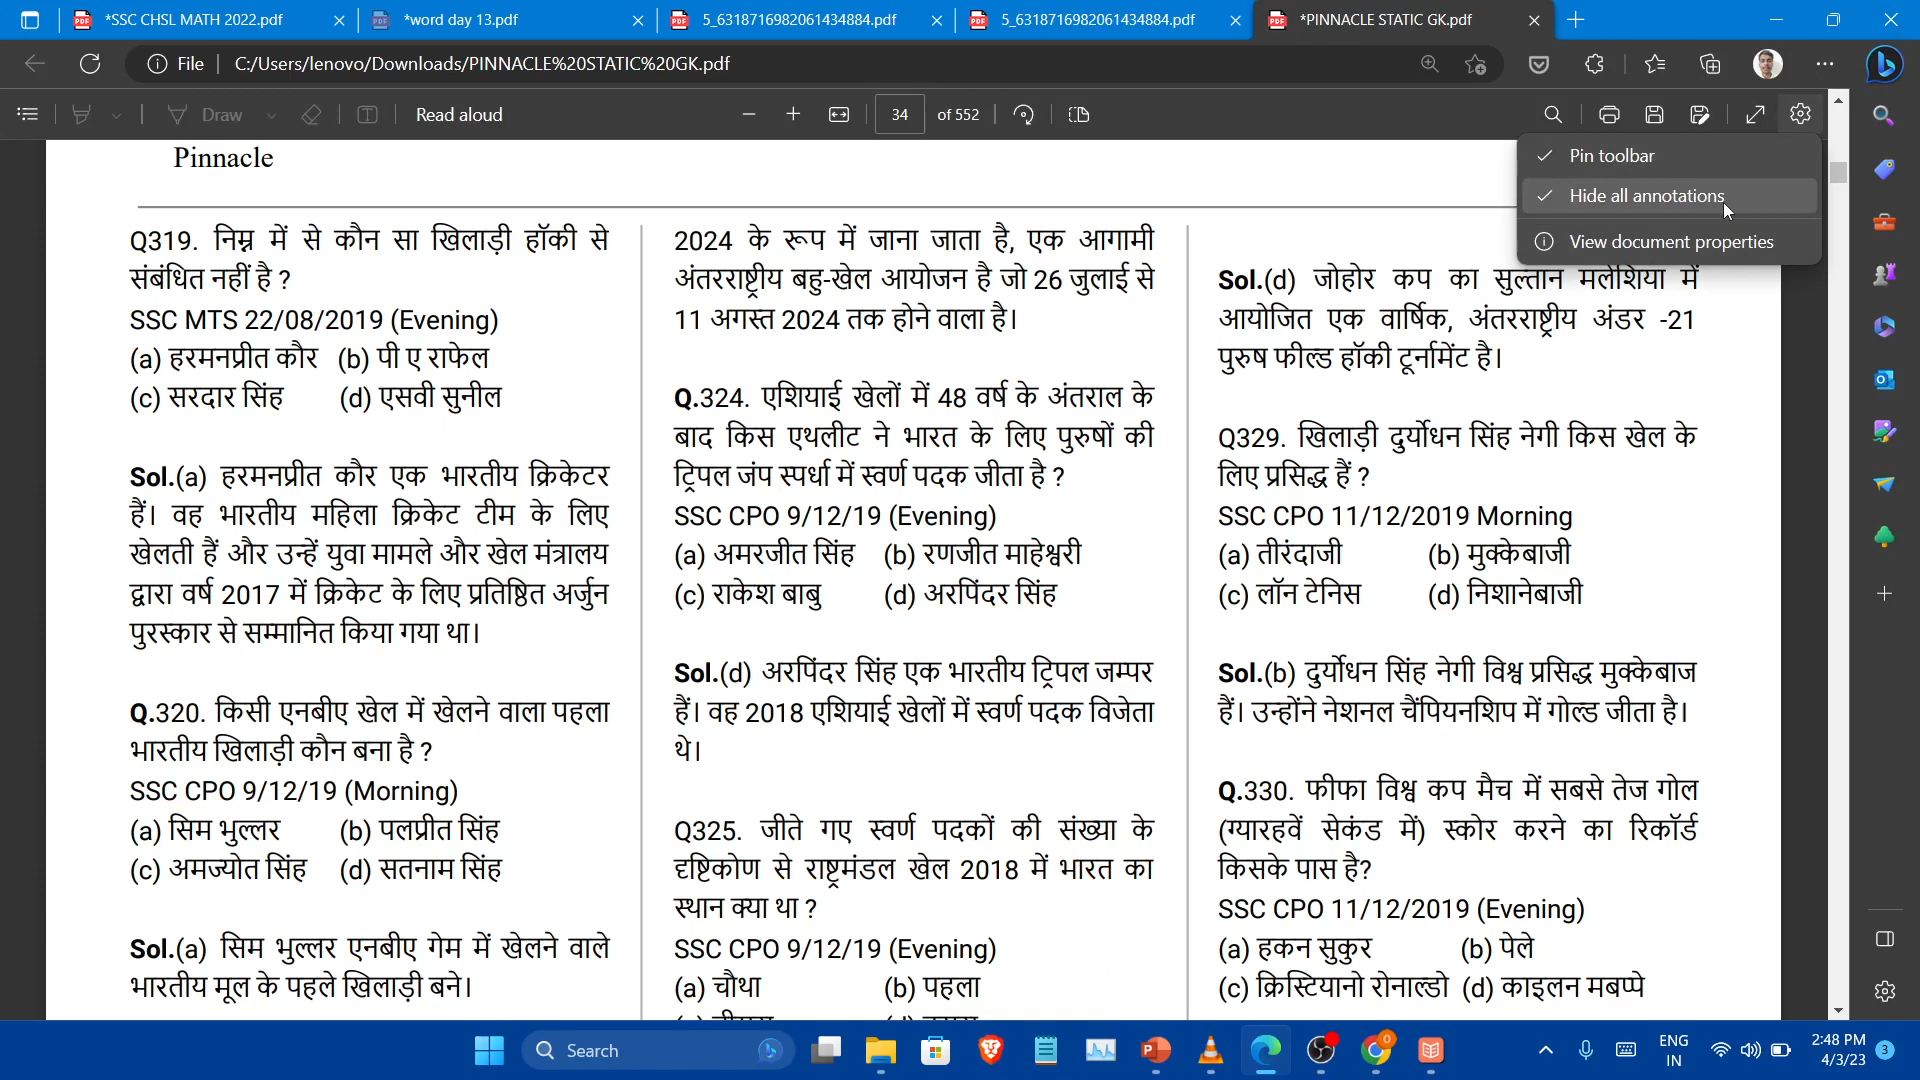 *SSC CHSL MATH 2022.pdf
*word day 13.pdf
5_6318716982061434884.pdf
5_6318716982061434884.pdf
*PINNACLE STATIC GK.pdf
File
C:/Users/lenovo/Downloads/PINNACLE%20STATIC%20GK.pdf
Draw
Read aloud
34
of 552
Pin toolbar
Hide all annotations
View document properties
Pinnacle
Q319. निम्न में से कौन सा खिलाड़ी हॉकी से
संबंधित नहीं है ?
SSC MTS 22/08/2019 (Evening)
(a) हरमनप्रीत कौर (b) पी ए राफेल
(c) सरदार सिंह (d) एसवी सुनील
Sol.(a) हरमनप्रीत कौर एक भारतीय क्रिकेटर
हैं। वह भारतीय महिला क्रिकेट टीम के लिए
खेलती हैं और उन्हें युवा मामले और खेल मंत्रालय
द्वारा वर्ष 2017 में क्रिकेट के लिए प्रतिष्ठित अर्जुन
पुरस्कार से सम्मानित किया गया था।
Q.320. किसी एनबीए खेल में खेलने वाला पहला
भारतीय खिलाड़ी कौन बना है ?
SSC CPO 9/12/19 (Morning)
(a) सिम भुल्लर (b) पलप्रीत सिंह
(c) अमज्योत सिंह (d) सतनाम सिंह
Sol.(a) सिम भुल्लर एनबीए गेम में खेलने वाले
भारतीय मूल के पहले खिलाड़ी बने।
2024 के रूप में जाना जाता है, एक आगामी
अंतरराष्ट्रीय बहु-खेल आयोजन है जो 26 जुलाई से
11 अगस्त 2024 तक होने वाला है।
Q.324. एशियाई खेलों में 48 वर्ष के अंतराल के
बाद किस एथलीट ने भारत के लिए पुरुषों की
ट्रिपल जंप स्पर्धा में स्वर्ण पदक जीता है ?
SSC CPO 9/12/19 (Evening)
(a) अमरजीत सिंह (b) रणजीत माहेश्वरी
(c) राकेश बाबु (d) अरपिंदर सिंह
Sol.(d) अरपिंदर सिंह एक भारतीय ट्रिपल जम्पर
हैं। वह 2018 एशियाई खेलों में स्वर्ण पदक विजेता
थे।
Q325. जीते गए स्वर्ण पदकों की संख्या के
दृष्टिकोण से राष्ट्रमंडल खेल 2018 में भारत का
स्थान क्या था ?
SSC CPO 9/12/19 (Evening)
(a) चौथा (b) पहला
Sol.(d) जोहोर कप का सुल्तान मलेशिया में
आयोजित एक वार्षिक, अंतरराष्ट्रीय अंडर -21
पुरुष फील्ड हॉकी टूर्नामेंट है।
Q329. खिलाड़ी दुर्योधन सिंह नेगी किस खेल के
लिए प्रसिद्ध हैं ?
SSC CPO 11/12/2019 Morning
(a) तीरंदाजी (b) मुक्केबाजी
(c) लॉन टेनिस (d) निशानेबाजी
Sol.(b) दुर्योधन सिंह नेगी विश्व प्रसिद्ध मुक्केबाज
हैं। उन्होंने नेशनल चैंपियनशिप में गोल्ड जीता है।
Q.330. फीफा विश्व कप मैच में सबसे तेज गोल
(ग्यारहवें सेकंड में) स्कोर करने का रिकॉर्ड
किसके पास है?
SSC CPO 11/12/2019 (Evening)
(a) हकन सुकुर (b) पेले
(c) क्रिस्टियानो रोनाल्डो (d) काइलन मबप्पे
Search
ENG
IN
2:48 PM
4/3/23
3